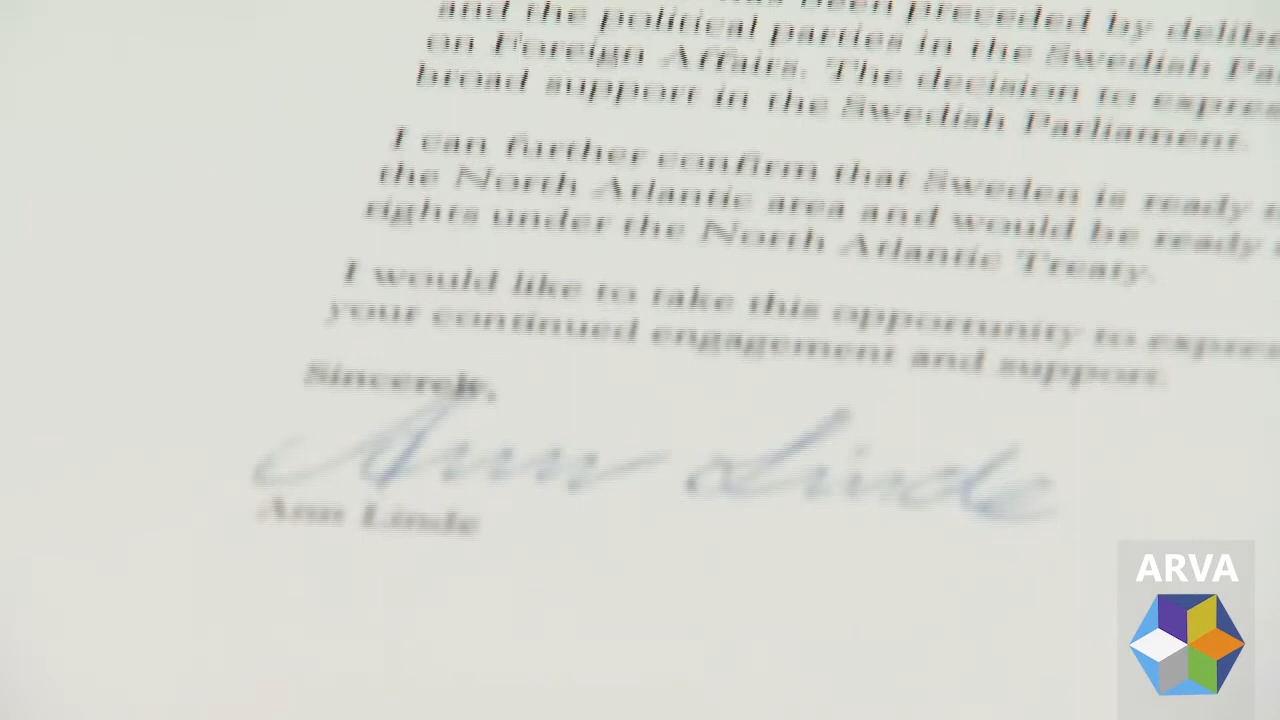 been preceded by
and the political parties in the Swedish
on Foreign Affairs. The decision to
broad support in the Swedish Parliament.
I can further confirm that Sweden is ready
the North Atlantic area and would be ready
rights under the North Atlantic Treaty.
I would like to take this opportunity to
your continued engagement and support.
Sincerely,
Ann Linde
Ann Linde
ARVA